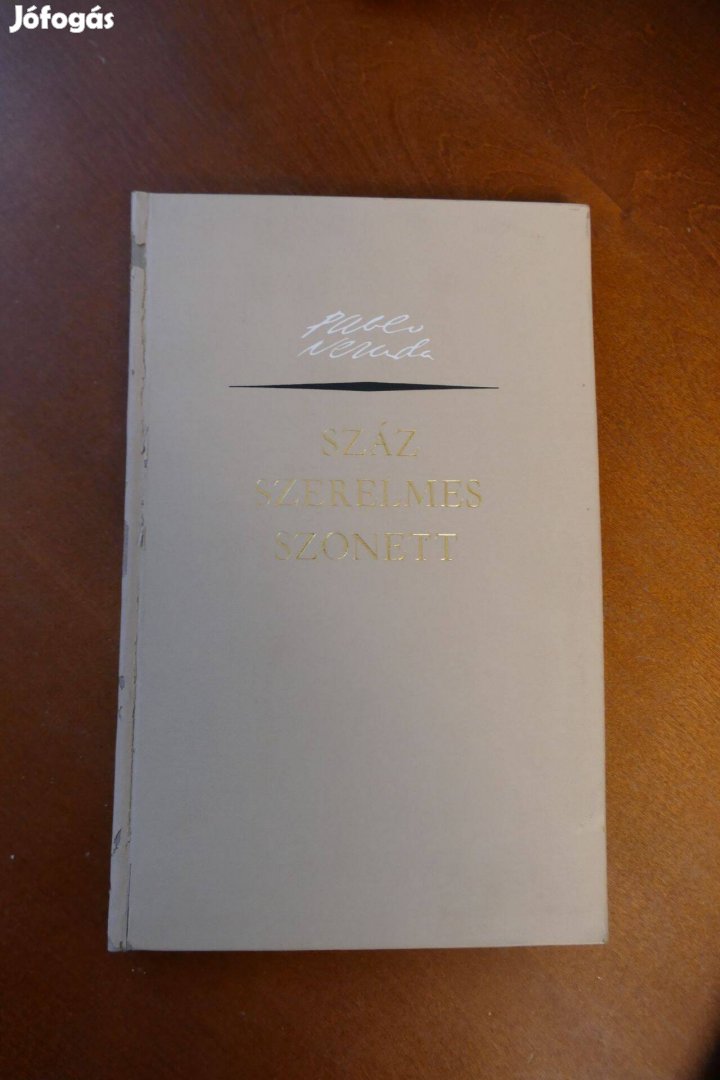 Jófogás
Pablo
Neruda
SZÁZ
SZERELMES
SZONETT